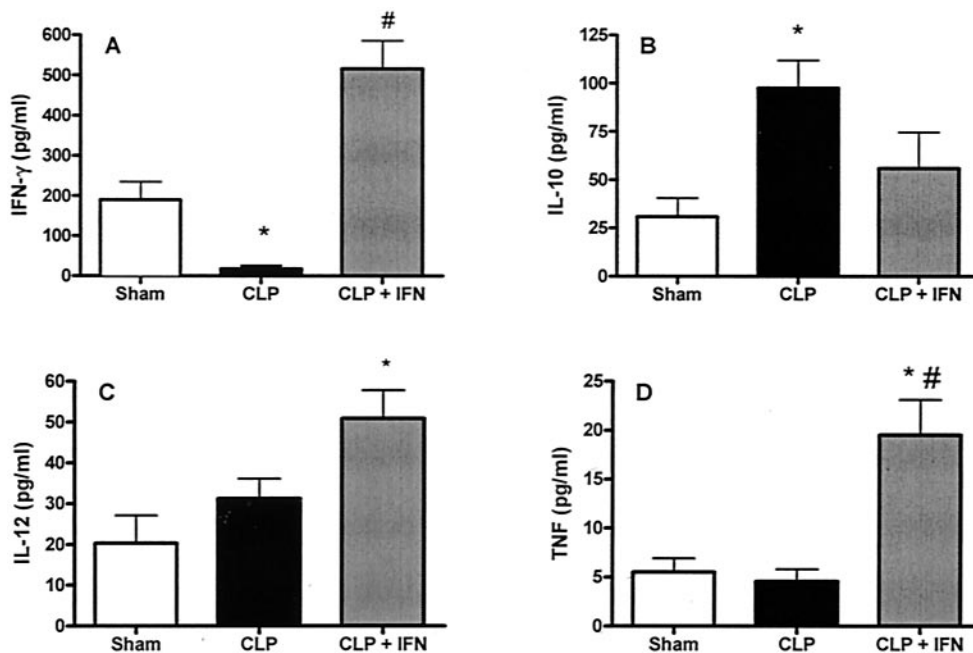 A
#
IFN-γ (pg/ml)
600
500
400
300
200
100
0
*
Sham
CLP
CLP + IFN
B
*
IL-10 (pg/ml)
125
100
75
50
25
0
Sham
CLP
CLP + IFN
C
*
IL-12 (pg/ml)
60
50
40
30
20
10
0
Sham
CLP
CLP + IFN
D
* #
TNF (pg/ml)
25
20
15
10
5
0
Sham
CLP
CLP + IFN